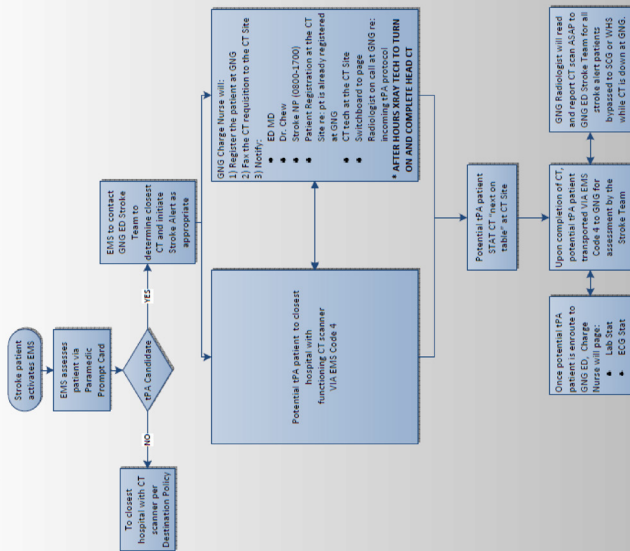 Stroke patient
activates EMS
EMS assesses
patient via
Paramedic
Prompt Card
tPA Candidate
NO
YES
To closest
hospital with CT
scanner per
Destination Policy
EMS to contact
GNG ED Stroke
Team to
determine closest
CT and initiate
Stroke Alert as
appropriate
Potential tPA patient to closest
hospital with
functioning CT scanner
VIA EMS Code 4
GNG Charge Nurse will:
1) Register the patient at GNG
2) Fax the CT requisition to the CT Site
3) Notify:
ED MD
Dr. Chew
Stroke NP (0800-1700)
Patient Registration at the CT
Site re: pt is already registered
at GNG
CT tech at the CT Site
Switchboard to page
Radiologist on call at GNG re:
incoming tPA protocol
* AFTER HOURS XRAY TECH TO TURN
ON AND COMPLETE HEAD CT
Potential tPA patient
STAT CT "next on
table" at CT Site
Once potential tPA
patient is enroute to
GNG ED, Charge
Nurse will page:
Lab Stat
ECG Stat
Upon completion of CT,
potential tPA patient
transported VIA EMS
Code 4 to GNG for
assessment by the
Stroke Team
GNG Radiologist will read
and report CT scan ASAP to
GNG ED Stroke Team for all
stroke alert patients
bypassed to SCG or WHS
when CT is down at GNG.